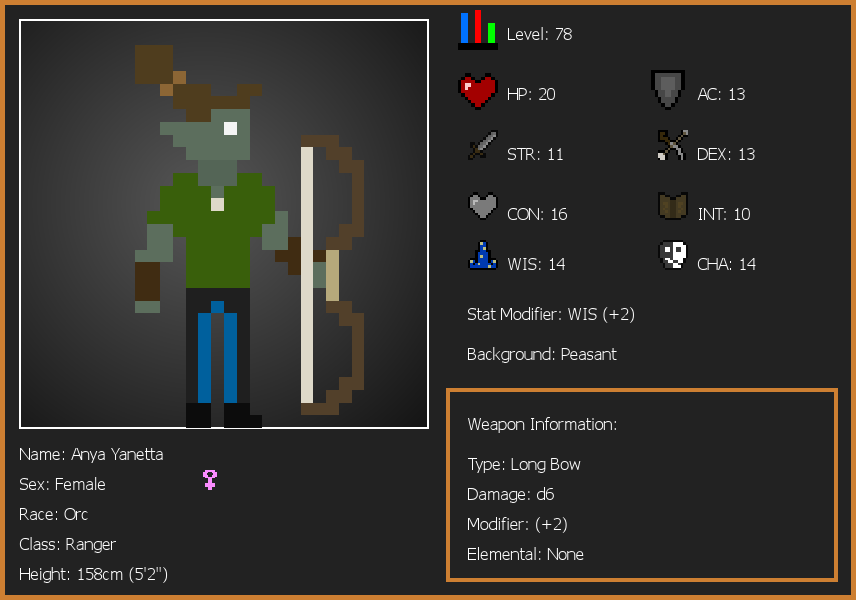 Level: 78
HP: 20
AC: 13
STR: 11
DEX: 13
CON: 16
INT: 10
WIS: 14
CHA: 14
Stat Modifier: WIS (+2)
Background: Peasant
Weapon Information:
Type: Long Bow
Damage: d6
Modifier: (+2)
Elemental: None
Name: Anya Yanetta
Sex: Female
Race: Orc
Class: Ranger
Height: 158cm (5'2")